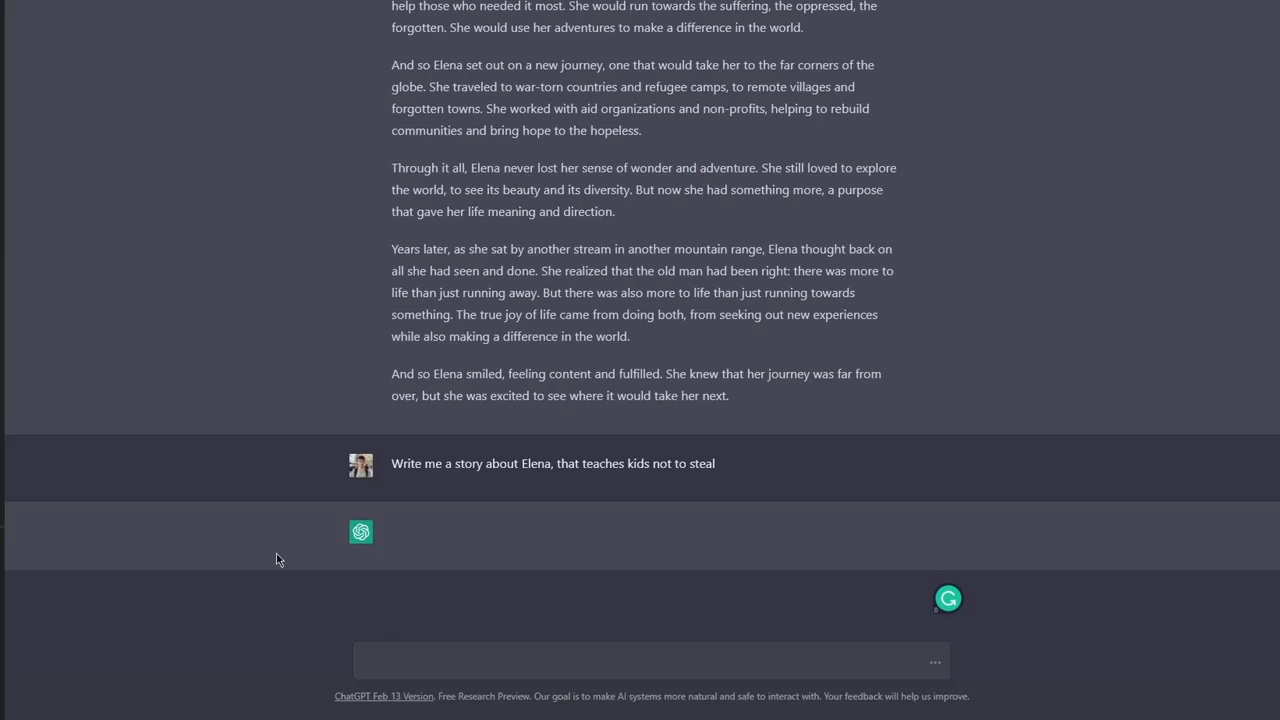 help those who needed it most. She would run towards the suffering, the oppressed, the
forgotten. She would use her adventures to make a difference in the world.
And so Elena set out on a new journey, one that would take her to the far corners of the
globe. She traveled to war-torn countries and refugee camps, to remote villages and
forgotten towns. She worked with aid organizations and non-profits, helping to rebuild
communities and bring hope to the hopeless.
Through it all, Elena never lost her sense of wonder and adventure. She still loved to explore
the world, to see its beauty and its diversity. But now she had something more, a purpose
that gave her life meaning and direction.
Years later, as she sat by another stream in another mountain range, Elena thought back on
all she had seen and done. She realized that the old man had been right: there was more to
life than just running away. But there was also more to life than just running towards
something. The true joy of life came from doing both, from seeking out new experiences
while also making a difference in the world.
And so Elena smiled, feeling content and fulfilled. She knew that her journey was far from
over, but she was excited to see where it would take her next.
Write me a story about Elena, that teaches kids not to steal
ChatGPT Feb 13 Version. Free Research Preview. Our goal is to make AI systems more natural and safe to interact with. Your feedback will help us improve.